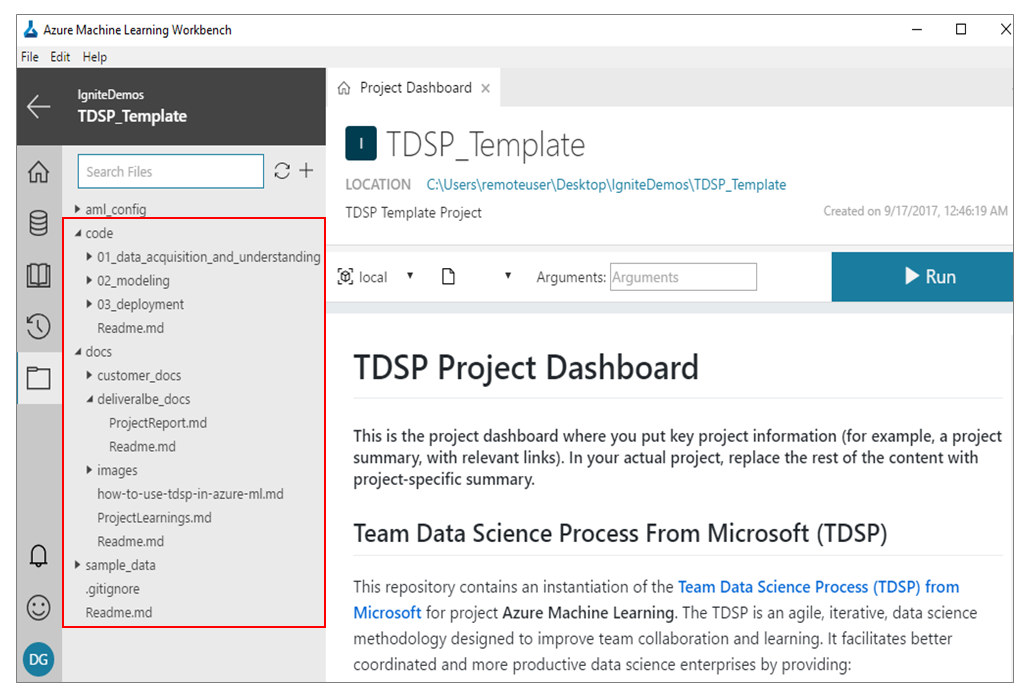 Azure Machine Learning Workbench
File Edit Help
IgniteDemos
TDSP_Template
Search Files
aml_config
code
01_data_acquisition_and_understanding
02_modeling
03_deployment
Readme.md
docs
customer_docs
deliveralbe_docs
ProjectReport.md
Readme.md
images
how-to-use-tdsp-in-azure-ml.md
ProjectLearnings.md
Readme.md
sample_data
.gitignore
Readme.md
DG
Project Dashboard
I
TDSP_Template
LOCATION C:\Users\remoteuser\Desktop\IgniteDemos\TDSP_Template
TDSP Template Project
Created on 9/17/2017, 12:46:19 AM
local
Arguments: Arguments
Run
TDSP Project Dashboard
This is the project dashboard where you put key project information (for example, a project
summary, with relevant links). In your actual project, replace the rest of the content with
project-specific summary.
Team Data Science Process From Microsoft (TDSP)
This repository contains an instantiation of the Team Data Science Process (TDSP) from
Microsoft for project Azure Machine Learning. The TDSP is an agile, iterative, data science
methodology designed to improve team collaboration and learning. It facilitates better
coordinated and more productive data science enterprises by providing: